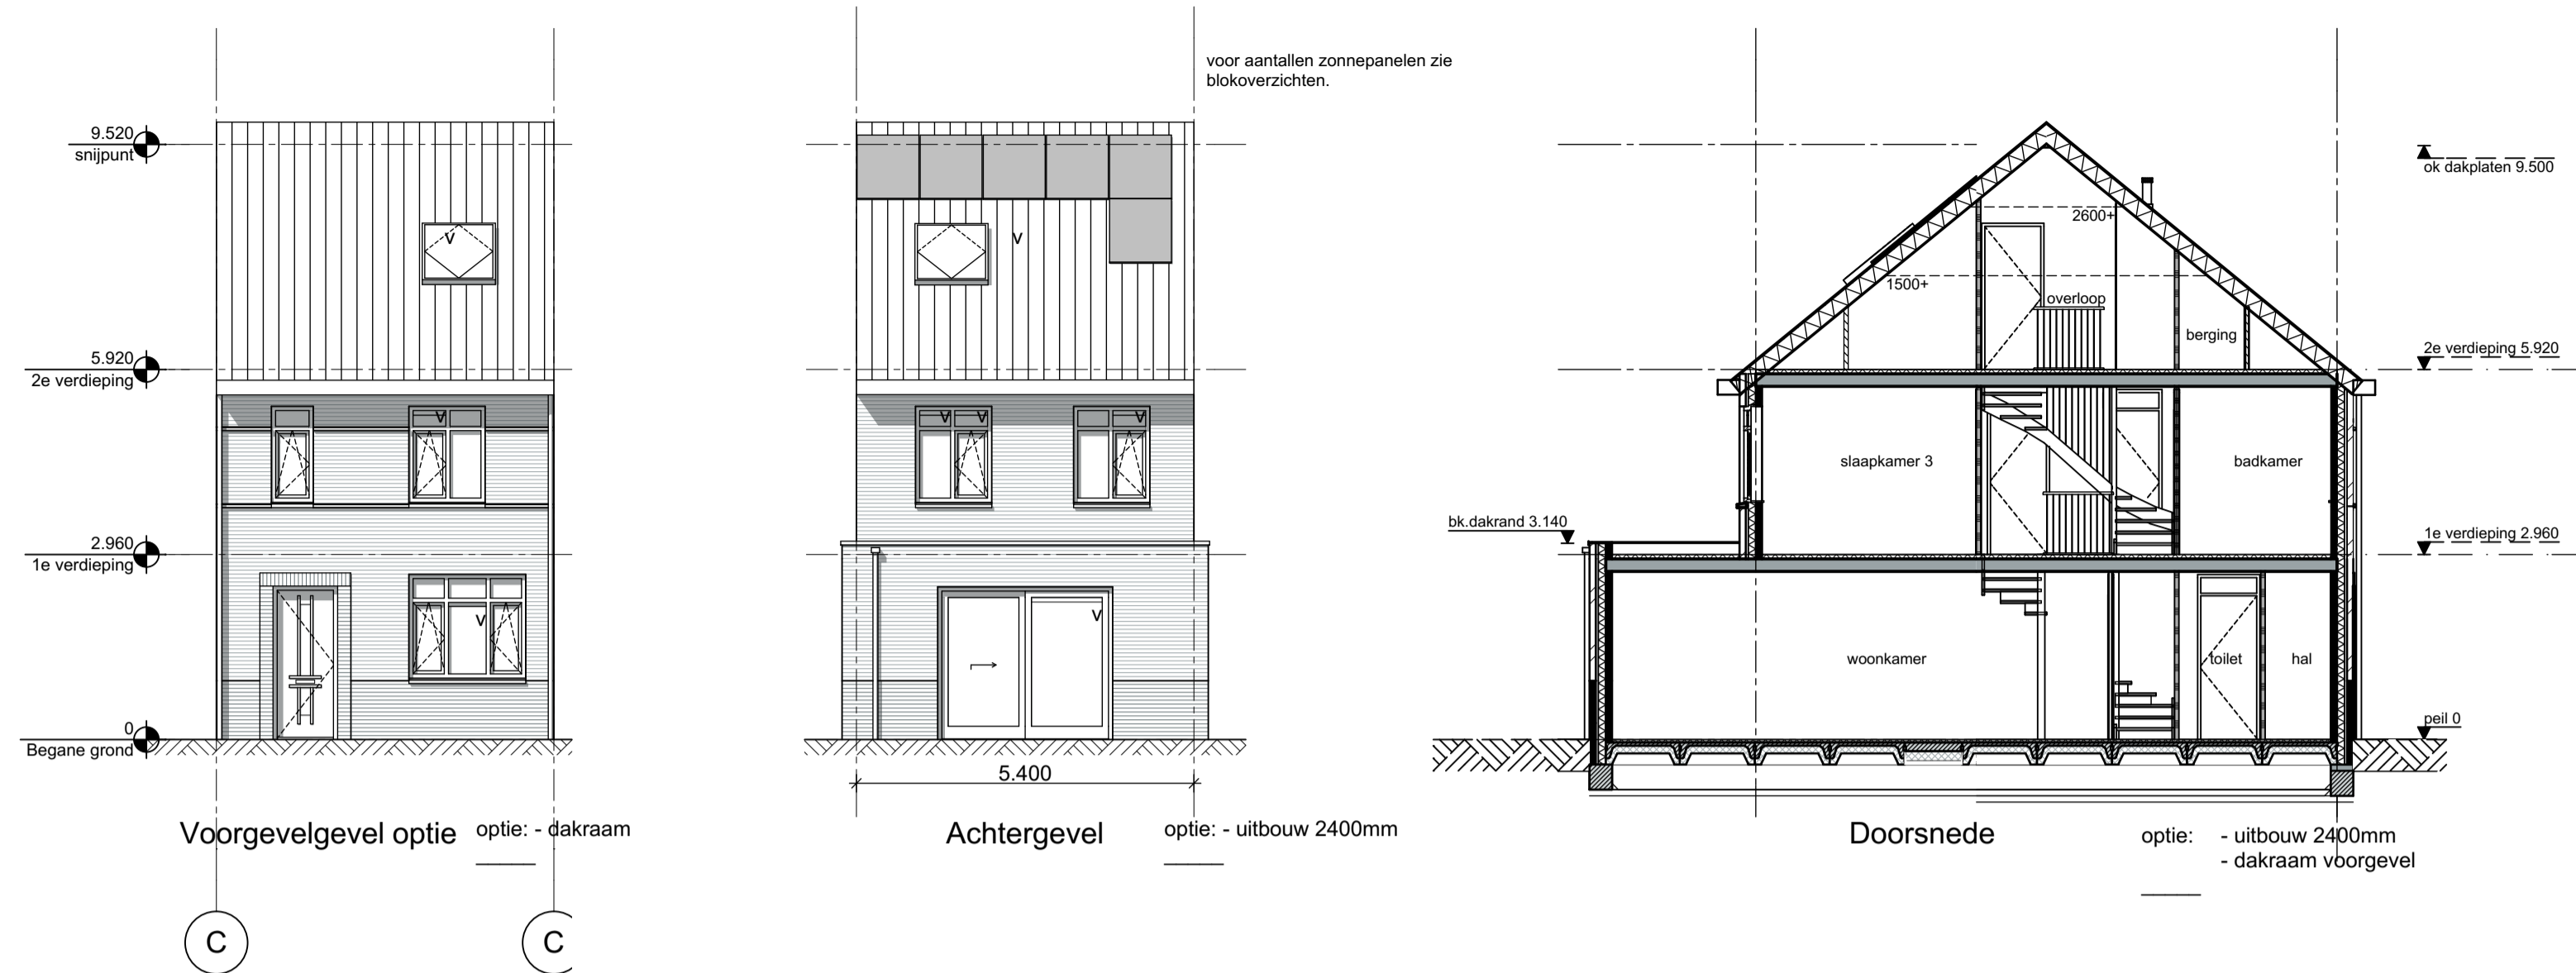 voor aantallen zonnepanelen zie
blokoverzichten.
9.520
snijpunt
5.920
2e verdieping
2.960
1e verdieping
0
Begane grond
V
V
V
V
V
V
V
V
V
5.400
bk.dakrand 3.140
ok dakplaten 9.500
2600+
1500+
overloop
berging
2e verdieping 5.920
slaapkamer 3
badkamer
1e verdieping 2.960
woonkamer
toilet
hal
peil 0
Voorgevelgevel optie
optie: - dakraam
Achtergevel
optie: - uitbouw 2400mm
Doorsnede
optie: - uitbouw 2400mm
- dakraam voorgevel
C
C